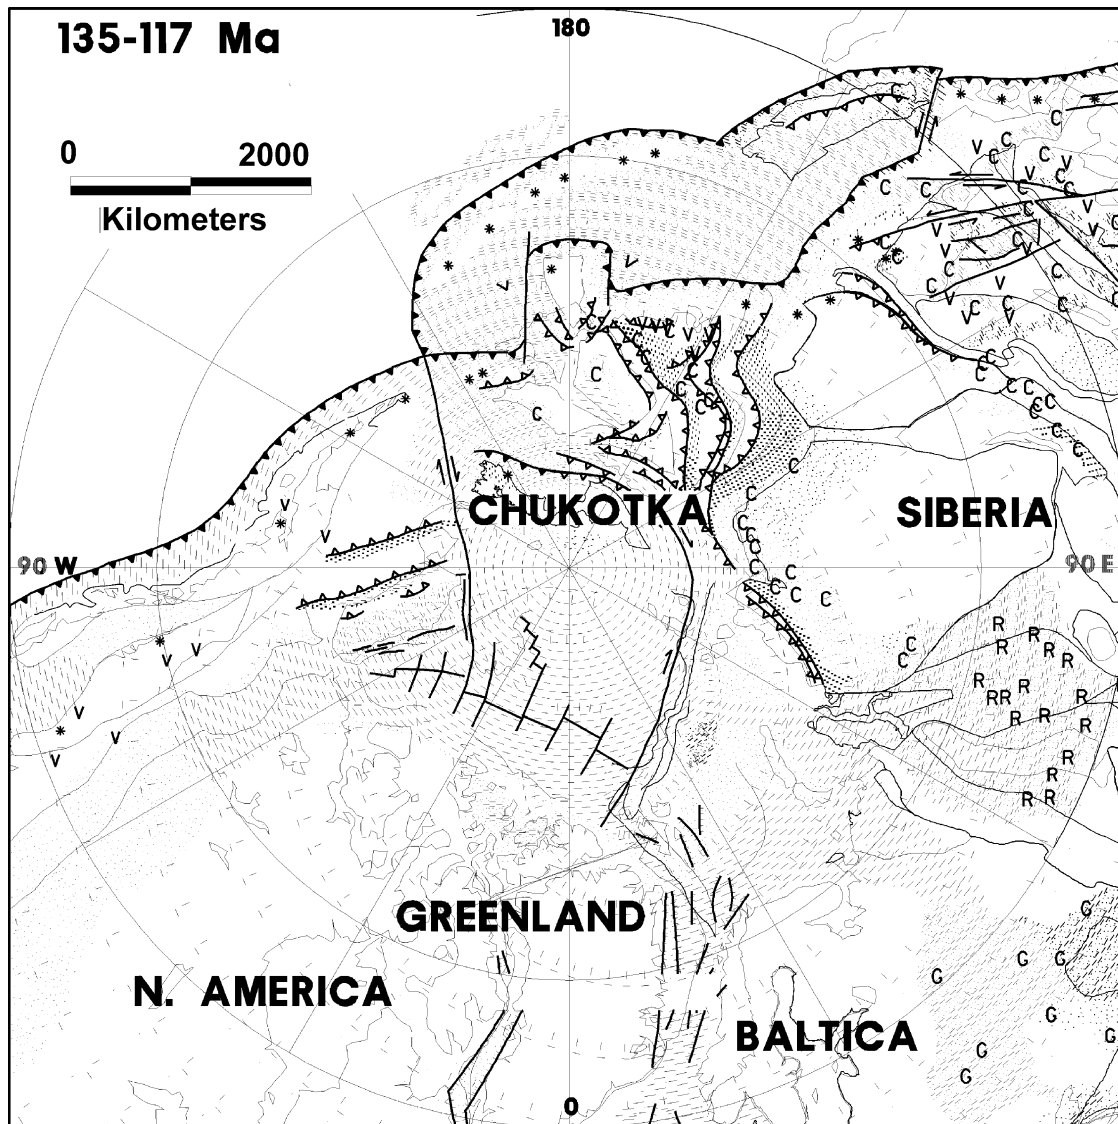 135-117 Ma
180
0 2000
Kilometers
CHUKOTKA
SIBERIA
90 W
90 E
GREENLAND
N. AMERICA
BALTICA
0